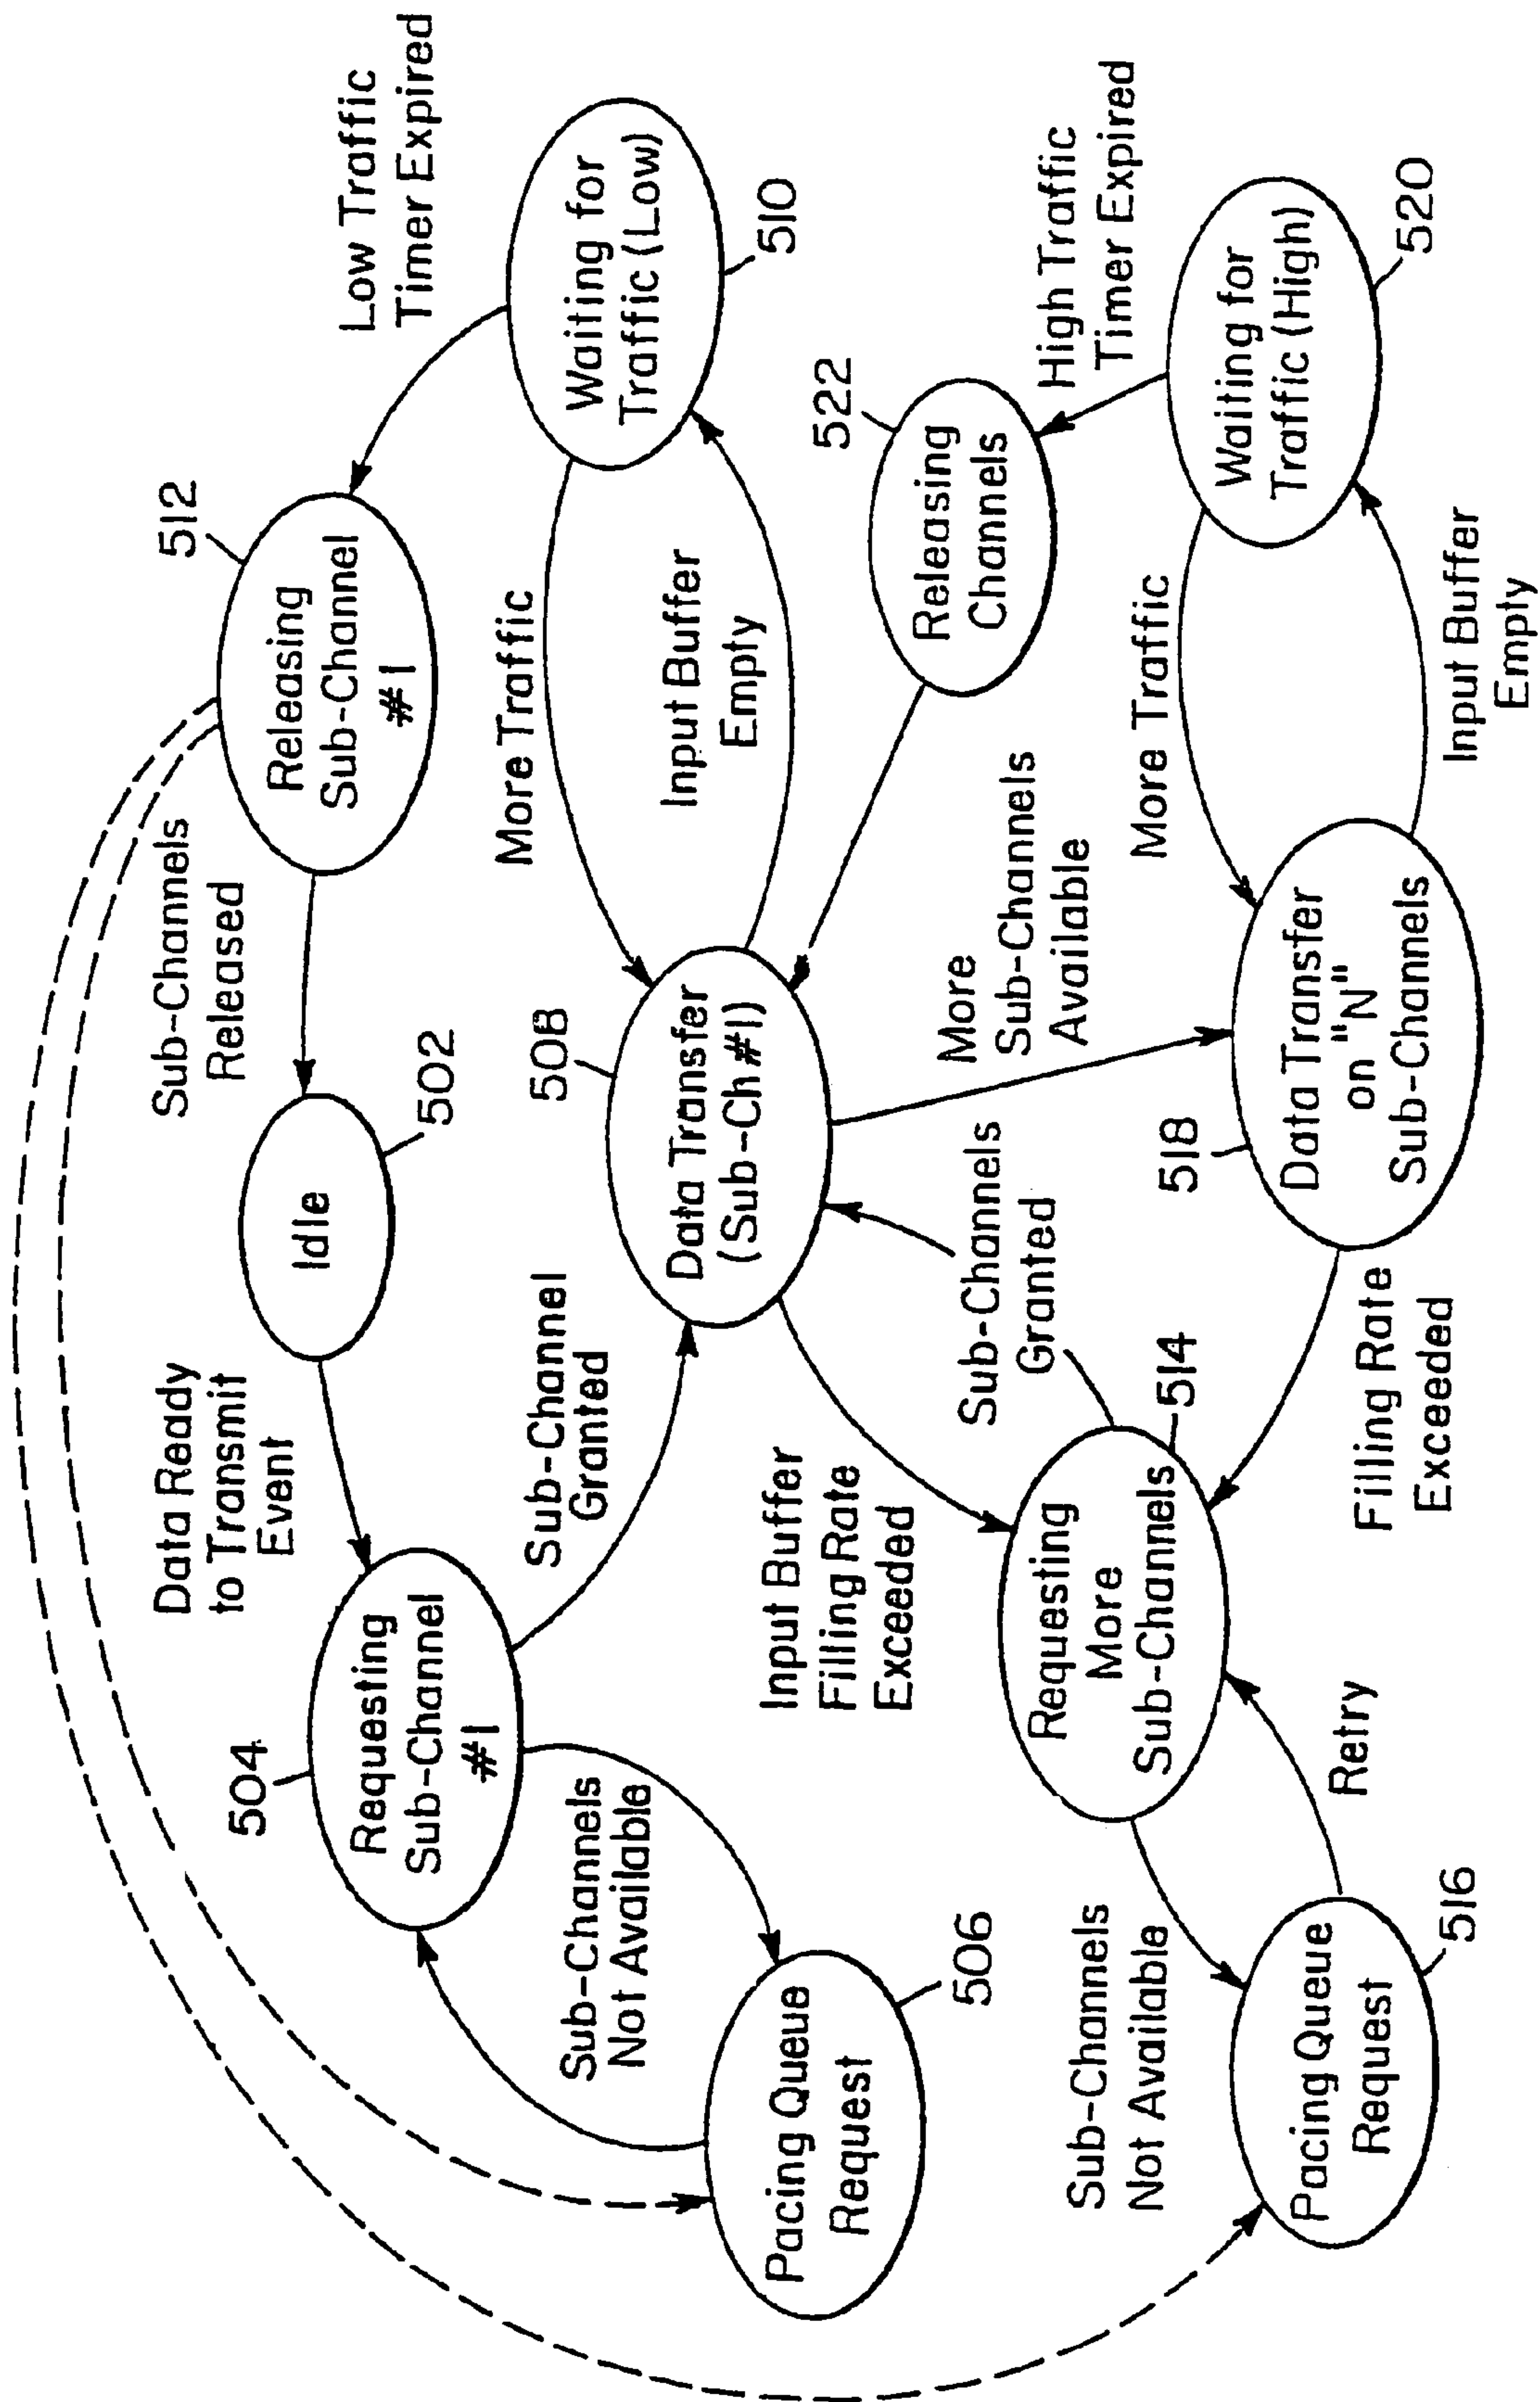 Data Ready
to Transmit
Event
Sub-Channels
Released
512
Low Traffic
Timer Expired
504
Requesting
Sub-Channel
#1
Idle
502
Releasing
Sub-Channel
#1
Sub-Channel
Granted
508
More Traffic
Waiting for
Traffic (Low)
510
Sub-Channels
Not Available
Data Transfer
(Sub-Ch#1)
Input Buffer
Empty
Pacing Queue
Request
506
Input Buffer
Filling Rate
Exceeded
522
Releasing
Channels
Sub-Channels
Granted
More
Sub-Channels
Available
High Traffic
Timer Expired
Requesting
More
Sub-Channels
514
Sub-Channels
Not Available
518
More Traffic
Waiting for
Traffic (High)
520
Pacing Queue
Request
516
Retry
Data Transfer
on "N"
Sub-Channels
Filling Rate
Exceeded
Input Buffer
Empty